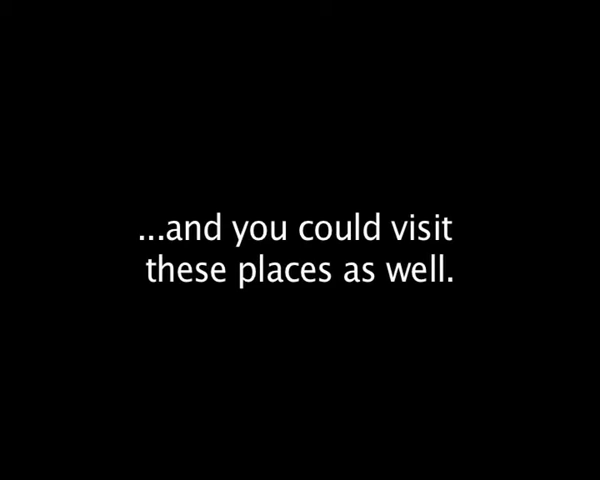 ...and you could visit
these places as well.